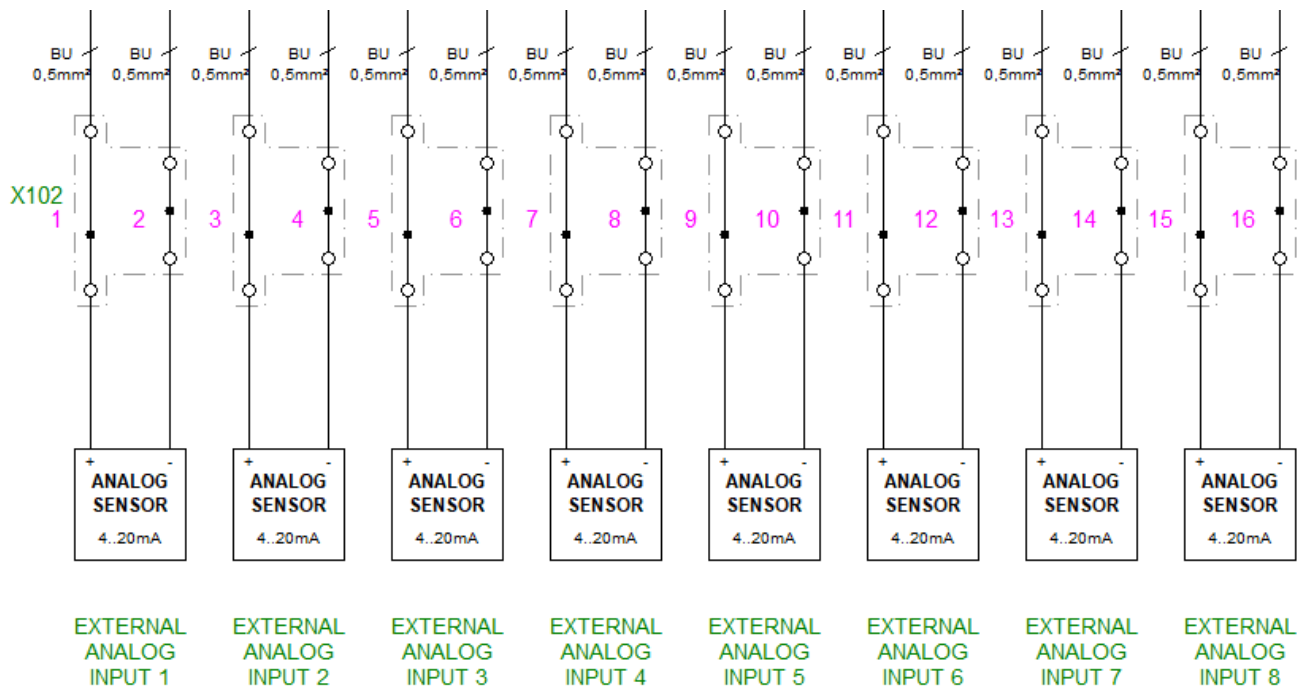 BU BU BU BU BU BU BU BU BU BU BU BU BU BU BU BU
0,5mm² 0,5mm² 0,5mm² 0,5mm² 0,5mm² 0,5mm² 0,5mm² 0,5mm² 0,5mm² 0,5mm² 0,5mm² 0,5mm² 0,5mm² 0,5mm² 0,5mm² 0,5mm²
X102
1 2 3 4 5 6 7 8 9 10 11 12 13 14 15 16
+ - + - + - + - + - + - + - + -
ANALOG ANALOG ANALOG ANALOG ANALOG ANALOG ANALOG ANALOG
SENSOR SENSOR SENSOR SENSOR SENSOR SENSOR SENSOR SENSOR
4..20mA 4..20mA 4..20mA 4..20mA 4..20mA 4..20mA 4..20mA 4..20mA
EXTERNAL EXTERNAL EXTERNAL EXTERNAL EXTERNAL EXTERNAL EXTERNAL EXTERNAL
ANALOG ANALOG ANALOG ANALOG ANALOG ANALOG ANALOG ANALOG
INPUT 1 INPUT 2 INPUT 3 INPUT 4 INPUT 5 INPUT 6 INPUT 7 INPUT 8